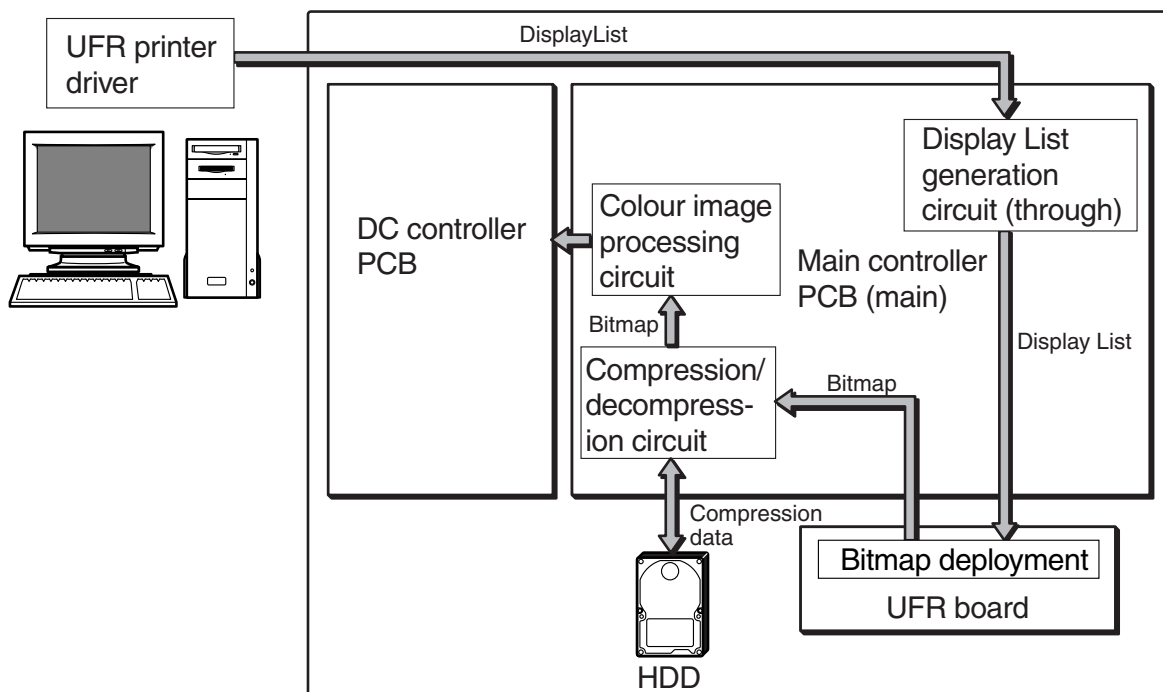 DisplayList
UFR printer
driver
Display List
generation
circuit (through)
Colour image
processing
circuit
DC controller
PCB
Main controller
PCB (main)
Bitmap
Display List
Compression/
decompress-
ion circuit
Bitmap
Compression
data
Bitmap deployment
UFR board
HDD